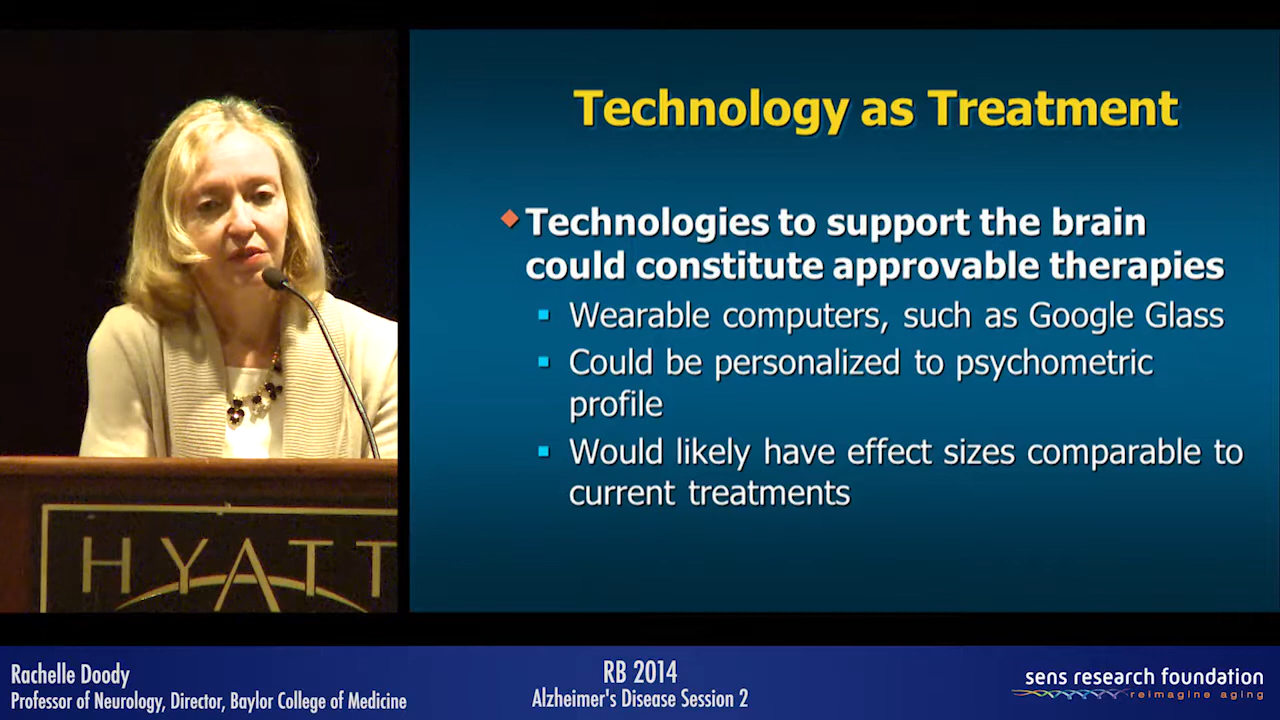 Technology as Treatment
Technologies to support the brain
could constitute approvable therapies
Wearable computers, such as Google Glass
Could be personalized to psychometric
profile
Would likely have effect sizes comparable to
current treatments
HYATT
Rachelle Doody
Professor of Neurology, Director, Baylor College of Medicine
RB 2014
Alzheimer's Disease Session 2
sens research foundation
reimagine aging